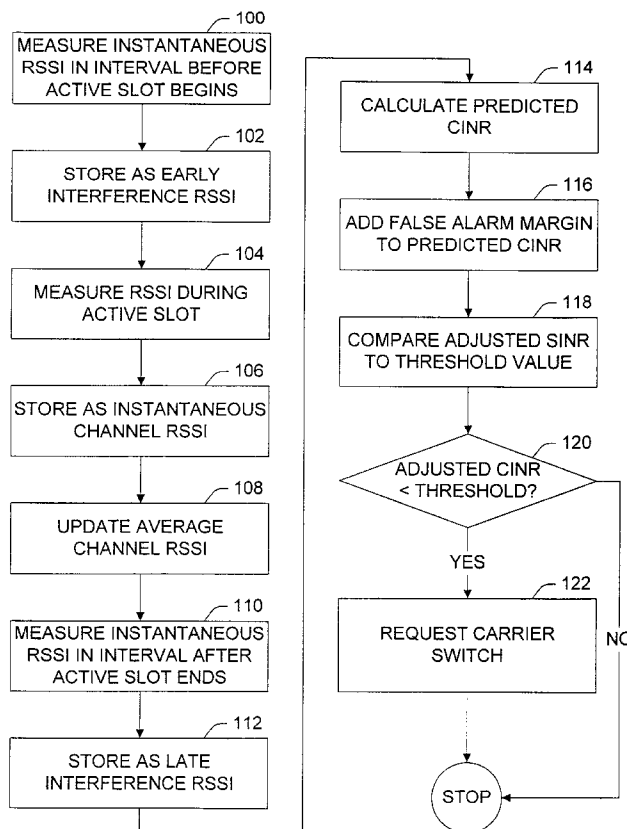 100
MEASURE INSTANTANEOUS
RSSI IN INTERVAL BEFORE
ACTIVE SLOT BEGINS
102
STORE AS EARLY
INTERFERENCE RSSI
104
MEASURE RSSI DURING
ACTIVE SLOT
106
STORE AS INSTANTANEOUS
CHANNEL RSSI
108
UPDATE AVERAGE
CHANNEL RSSI
110
MEASURE INSTANTANEOUS
RSSI IN INTERVAL AFTER
ACTIVE SLOT ENDS
112
STORE AS LATE
INTERFERENCE RSSI
114
CALCULATE PREDICTED
CINR
116
ADD FALSE ALARM MARGIN
TO PREDICTED CINR
118
COMPARE ADJUSTED SINR
TO THRESHOLD VALUE
120
ADJUSTED CINR
< THRESHOLD?
YES
NO
122
REQUEST CARRIER
SWITCH
STOP